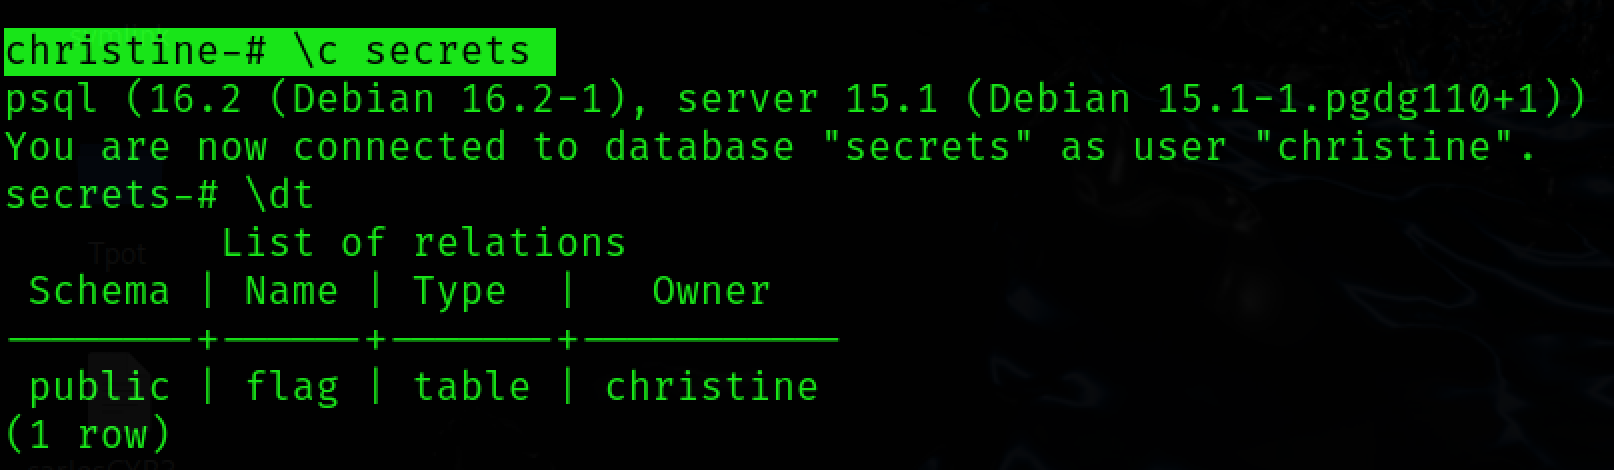 christine-# \c secrets
psql (16.2 (Debian 16.2-1), server 15.1 (Debian 15.1-1.pgdg110+1))
You are now connected to database "secrets" as user "christine".
secrets-# \dt
List of relations
Schema | Name | Type | Owner
--------+------+-------+-----------
public | flag | table | christine
(1 row)
Tpot